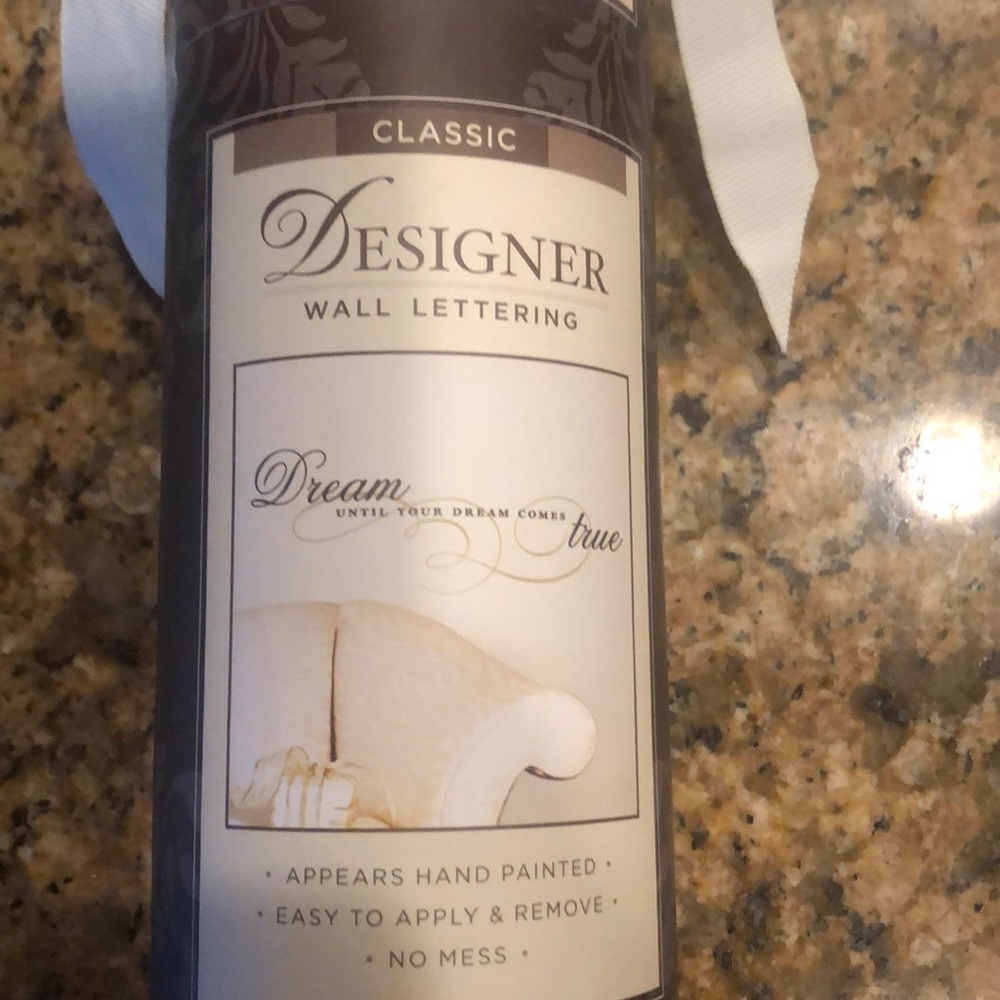 CLASSIC
DESIGNER
WALL LETTERING
Dream
UNTIL YOUR DREAM COMES
true
• APPEARS HAND PAINTED •
• EASY TO APPLY & REMOVE •
• NO MESS •